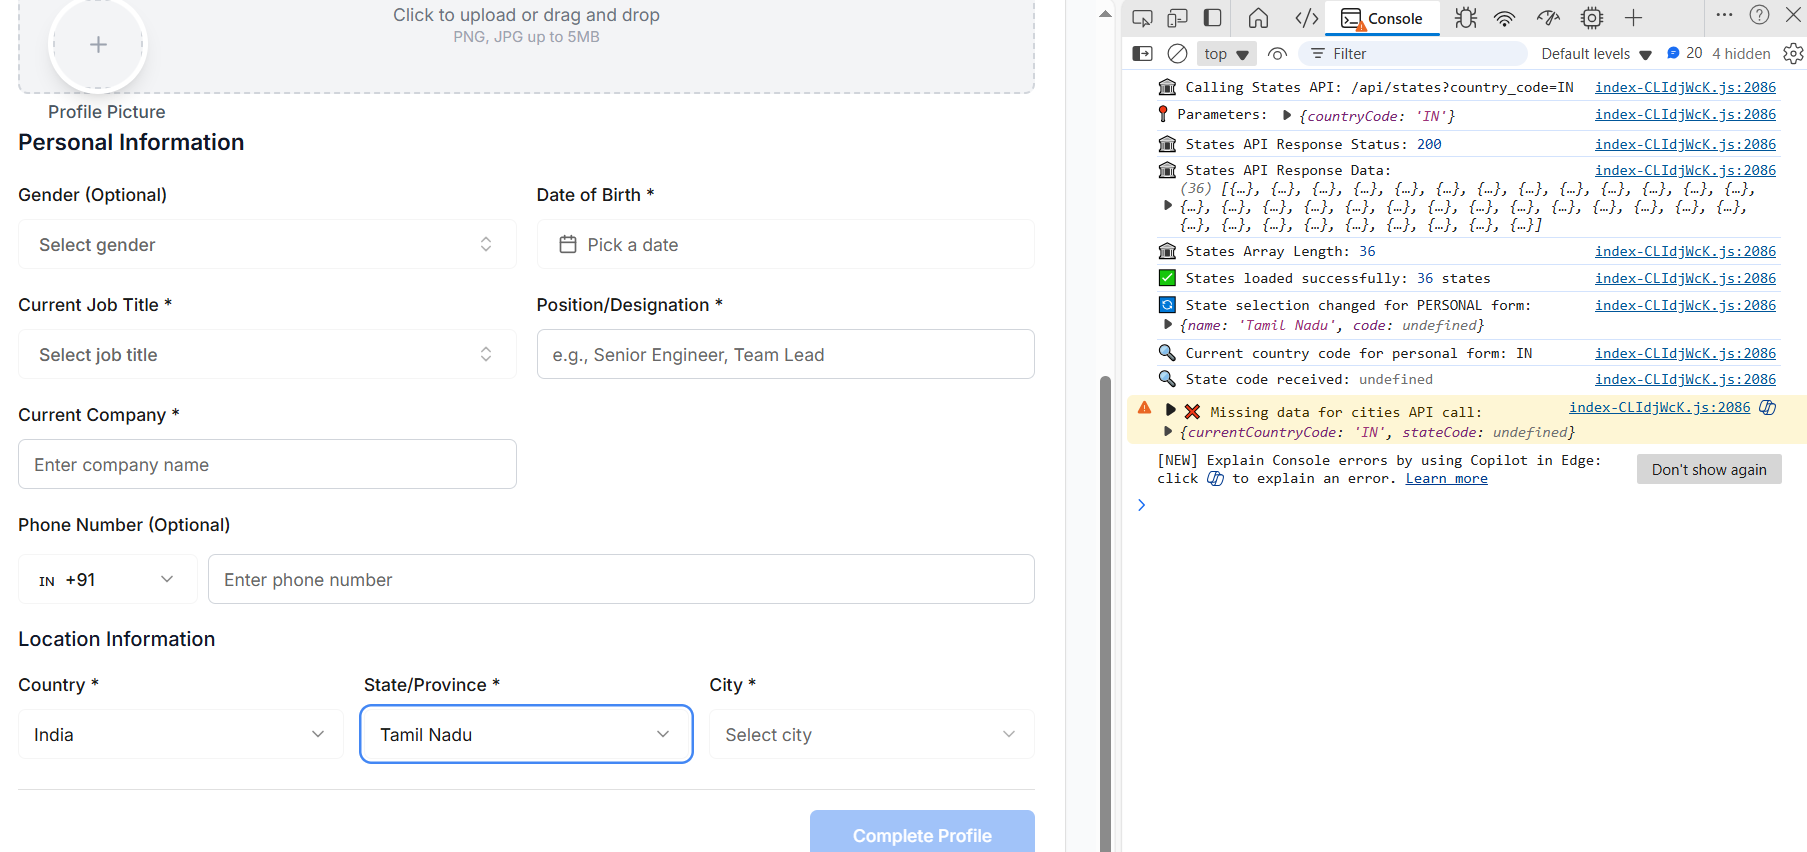 Click to upload or drag and drop
PNG, JPG up to 5MB
Profile Picture
Personal Information
Gender (Optional)
Date of Birth *
Select gender
Pick a date
Current Job Title *
Position/Designation *
Select job title
e.g., Senior Engineer, Team Lead
Current Company *
Enter company name
Phone Number (Optional)
IN +91
Enter phone number
Location Information
Country *
State/Province *
City *
India
Tamil Nadu
Select city
Complete Profile
Console
top
Filter
Default levels
20
4 hidden
Calling States API: /api/states?country_code=IN index-CLIdjWcK.js:2086
Parameters: {countryCode: 'IN'} index-CLIdjWcK.js:2086
States API Response Status: 200 index-CLIdjWcK.js:2086
States API Response Data: index-CLIdjWcK.js:2086
(36) [{…}, {…}, {…}, {…}, {…}, {…}, {…}, {…}, {…}, {…}, {…}, {…}, {…},
{…}, {…}, {…}, {…}, {…}, {…}, {…}, {…}, {…}, {…}, {…}, {…}, {…}, {…},
{…}, {…}, {…}, {…}, {…}, {…}, {…}, {…}, {…}]
States Array Length: 36 index-CLIdjWcK.js:2086
States loaded successfully: 36 states index-CLIdjWcK.js:2086
State selection changed for PERSONAL form: index-CLIdjWcK.js:2086
{name: 'Tamil Nadu', code: undefined}
Current country code for personal form: IN index-CLIdjWcK.js:2086
State code received: undefined index-CLIdjWcK.js:2086
Missing data for cities API call: index-CLIdjWcK.js:2086
{currentCountryCode: 'IN', stateCode: undefined}
[NEW] Explain Console errors by using Copilot in Edge:
click to explain an error. Learn more
Don't show again